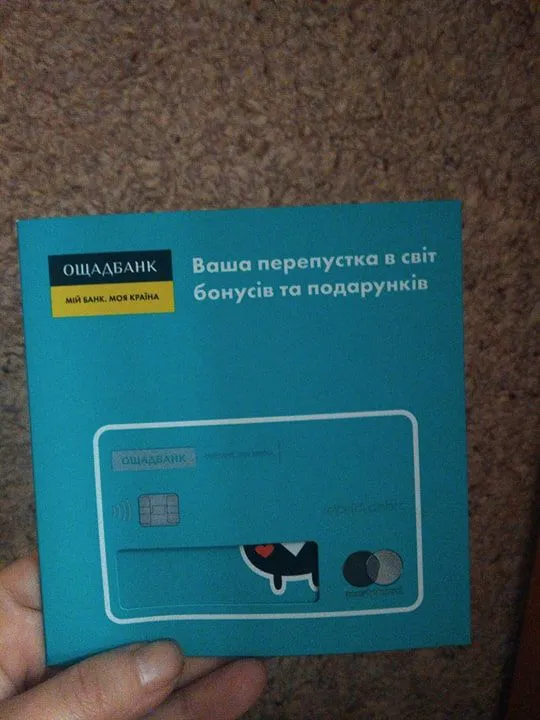 ОЩАДБАНК
МІЙ БАНК. МОЯ КРАЇНА
Ваша перепустка в світ
бонусів та подарунків
ОЩАДБАНК